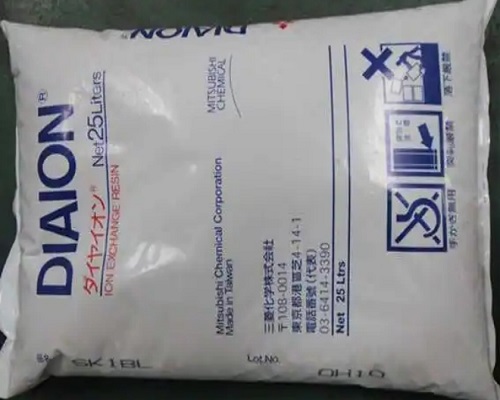 DIAION
DIAION®
Net 25 Liters
ダイヤイオン®
ION EXCHANGE RESIN
MITSUBISHI
CHEMICAL
Mitsubishi Chemical Corporation
Made in Taiwan
三菱化学株式会社
〒108-0014
東京都港区芝4-14-1
電話番号(代表)
03-6414-3390
Net 25 Ltrs
落下厳禁
手かぎ無用
SK1BL
Lot.No.